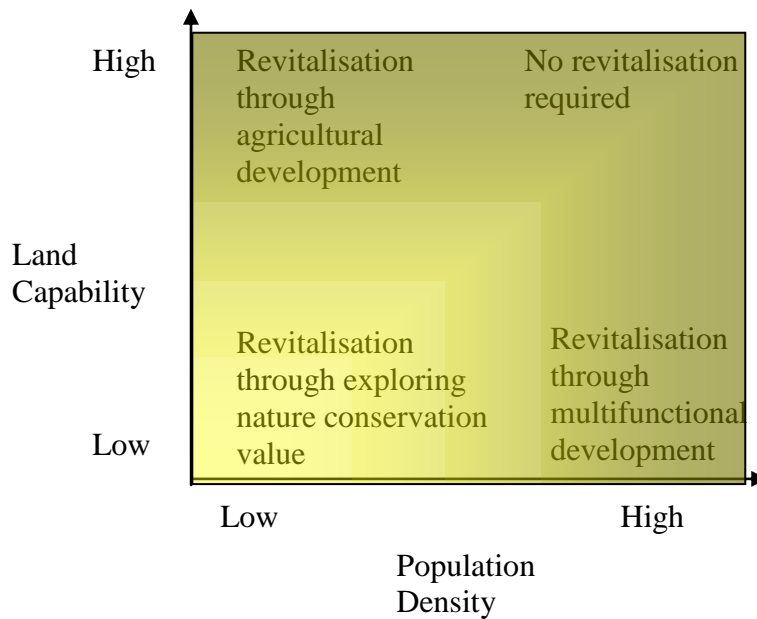 High
Revitalisation
through
agricultural
development
No revitalisation
required
Land
Capability
Revitalisation
through exploring
nature conservation
value
Revitalisation
through
multifunctional
development
Low
Low
High
Population
Density